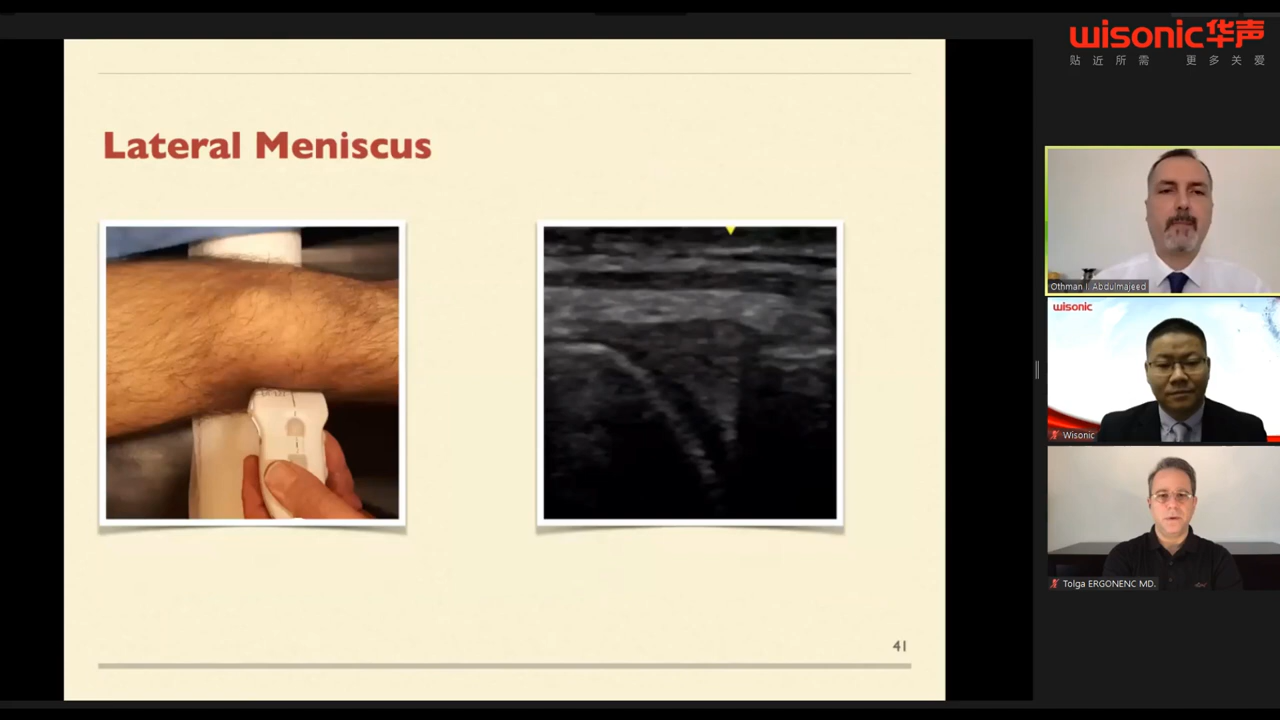 wisonic华声
贴近所需 更多关爱
Lateral Meniscus
41
Othman I. Abdulmajeed
wisonic
Wisonic
Tolga ERGONENC MD.